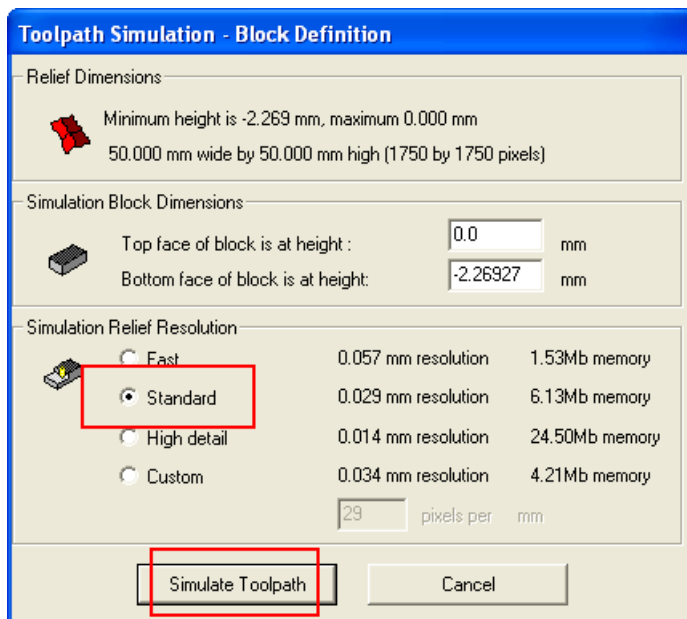 Toolpath Simulation - Block Definition
Relief Dimensions
Minimum height is -2.269 mm, maximum 0.000 mm
50.000 mm wide by 50.000 mm high (1750 by 1750 pixels)
Simulation Block Dimensions
Top face of block is at height : 0.0 mm
Bottom face of block is at height: -2.26927 mm
Simulation Relief Resolution
Fast 0.057 mm resolution 1.53Mb memory
Standard 0.029 mm resolution 6.13Mb memory
High detail 0.014 mm resolution 24.50Mb memory
Custom 0.034 mm resolution 4.21Mb memory
29 pixels per mm
Simulate Toolpath Cancel